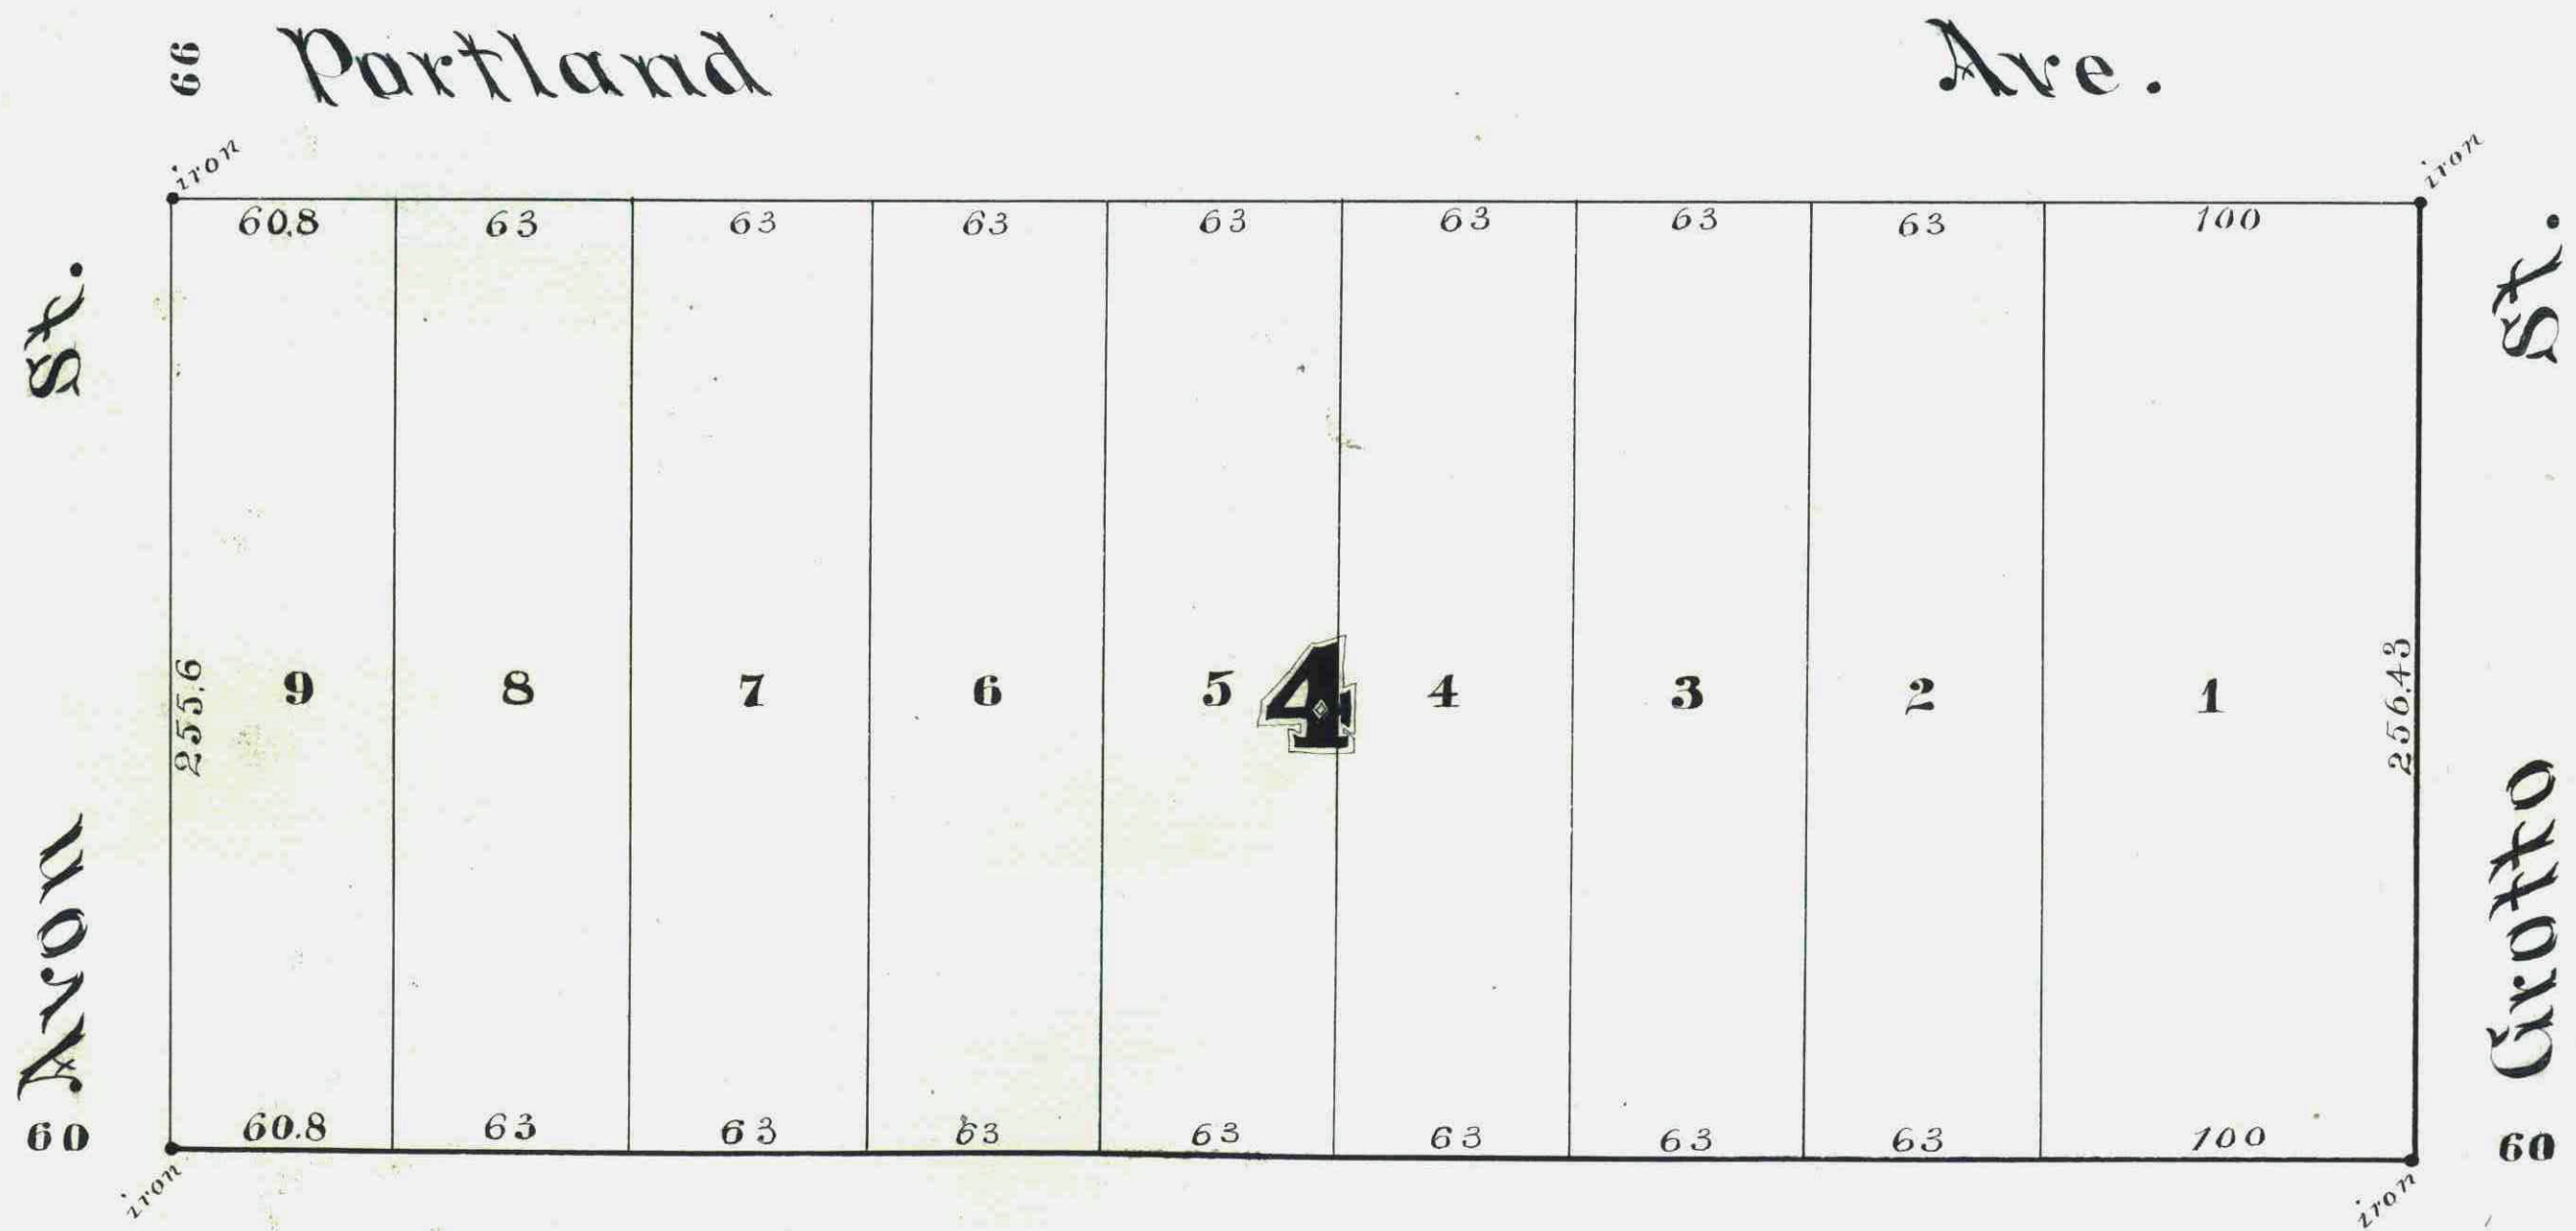 66 Portland Ave.
iron iron
60.8 63 63 63 63 63 63 63 100
St. St.
255.6 9 8 7 6 5 4 4 3 2 1 256.43
Avon Grotto
60 60.8 63 63 63 63 63 63 63 100 60
iron iron